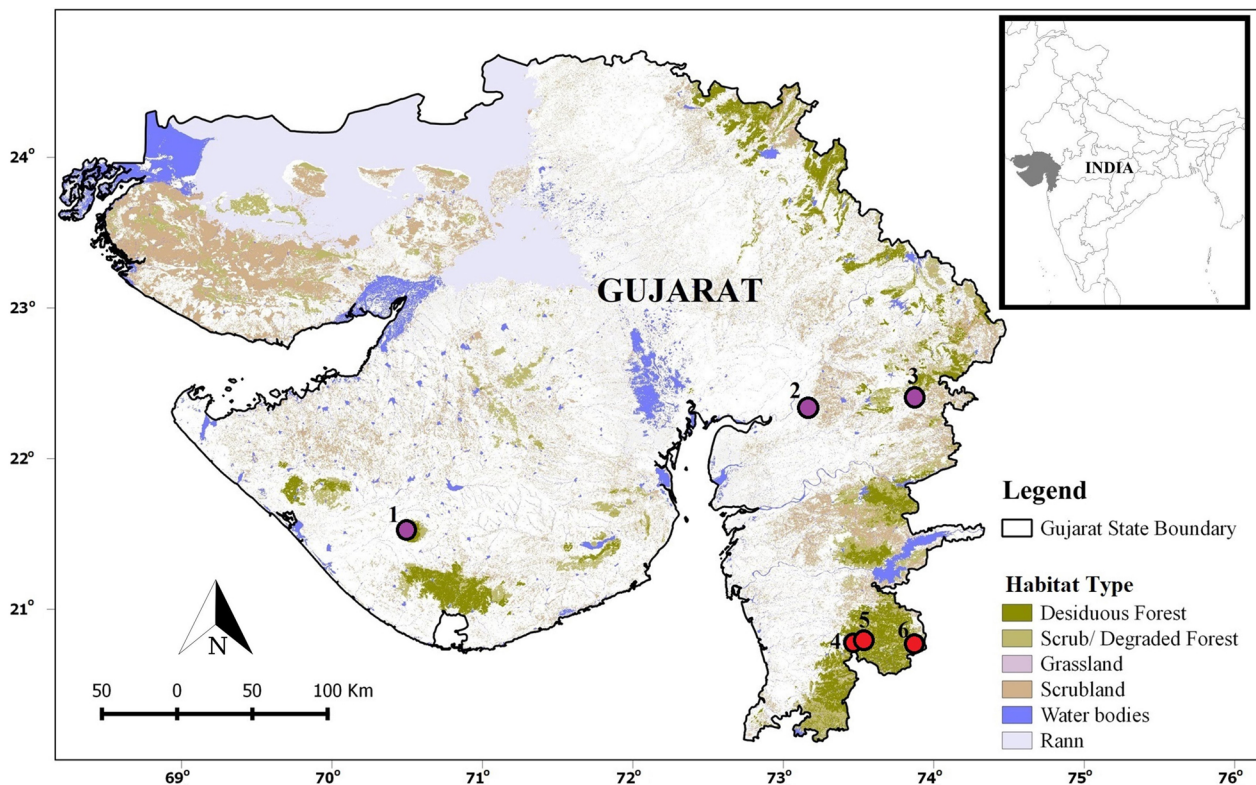 INDIA
GUJARAT
24°
23°
22°
21°
1
2
3
4
5
6
N
50 0 50 100 Km
Legend
Gujarat State Boundary
Habitat Type
Desiduous Forest
Scrub/ Degraded Forest
Grassland
Scrubland
Water bodies
Rann
69° 70° 71° 72° 73° 74° 75° 76°